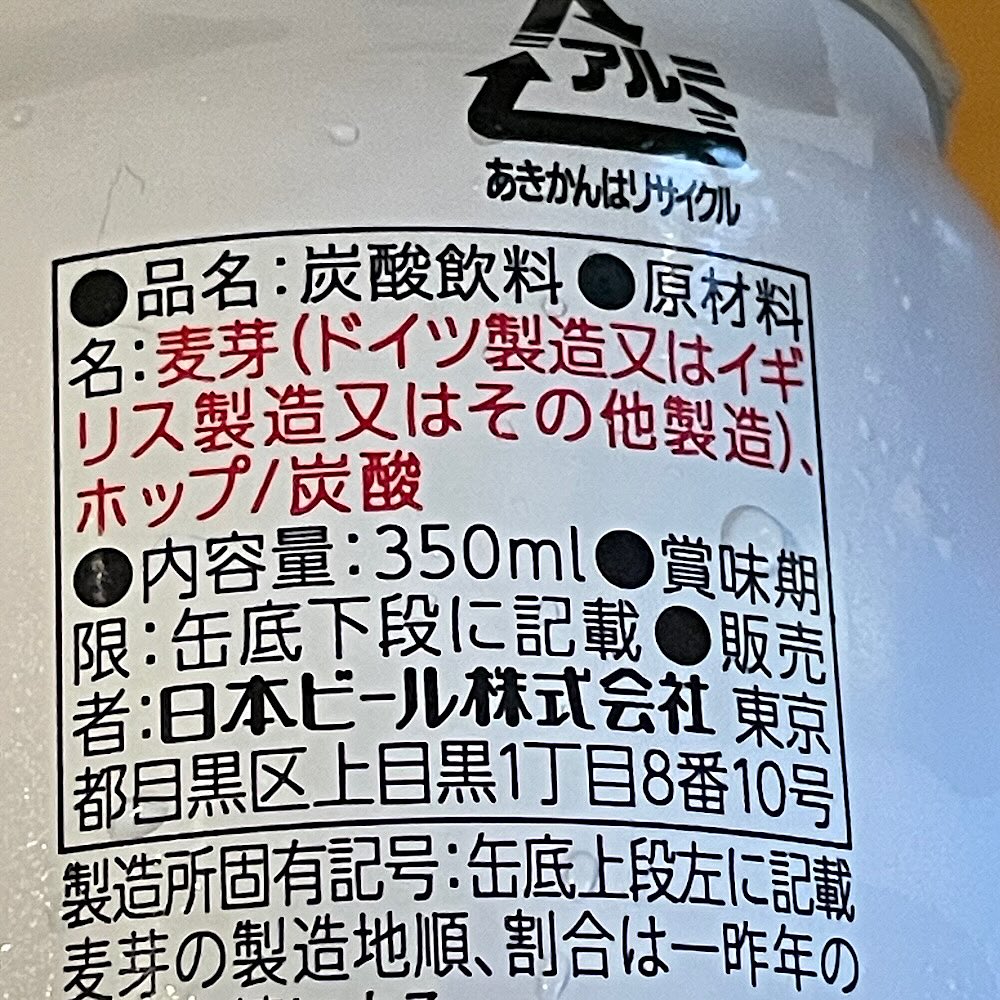 アルミ
あきかんはリサイクル
●品名:炭酸飲料●原材料
名:麦芽(ドイツ製造又はイギ
リス製造又はその他製造)、
ホップ/炭酸
●内容量:350ml●賞味期
限:缶底下段に記載●販売
者:日本ビール株式会社 東京
都目黒区上目黒1丁目8番10号
製造所固有記号:缶底上段左に記載
麦芽の製造地順、割合は一昨年の